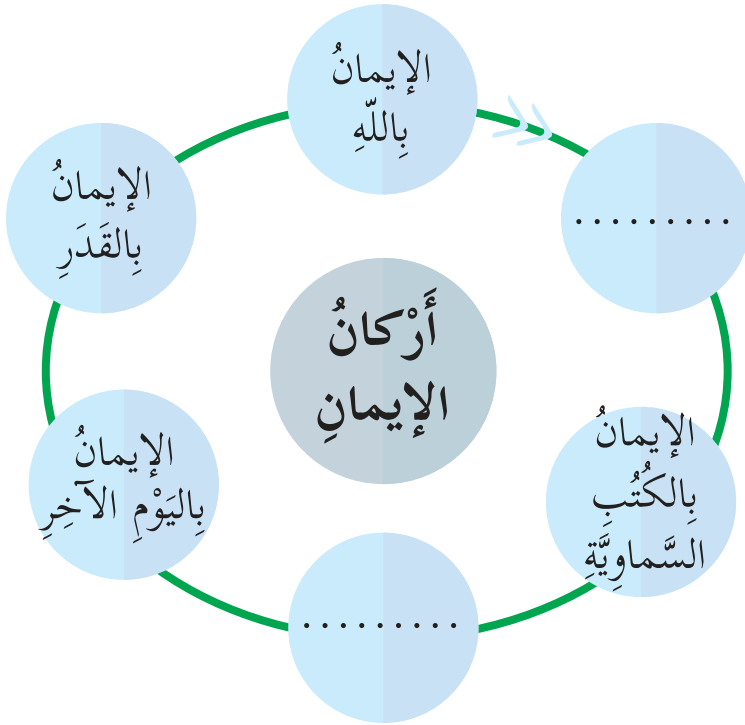 الإيمانُ
بِاللّهِ
.........
الإيمانُ
بِالكُتُبِ
السَّماوِيَّةِ
.........
الإيمانُ
بِاليَوْمِ الآخِرِ
الإيمانُ
بِالقَدَرِ
أَرْكانُ
الإيمانِ